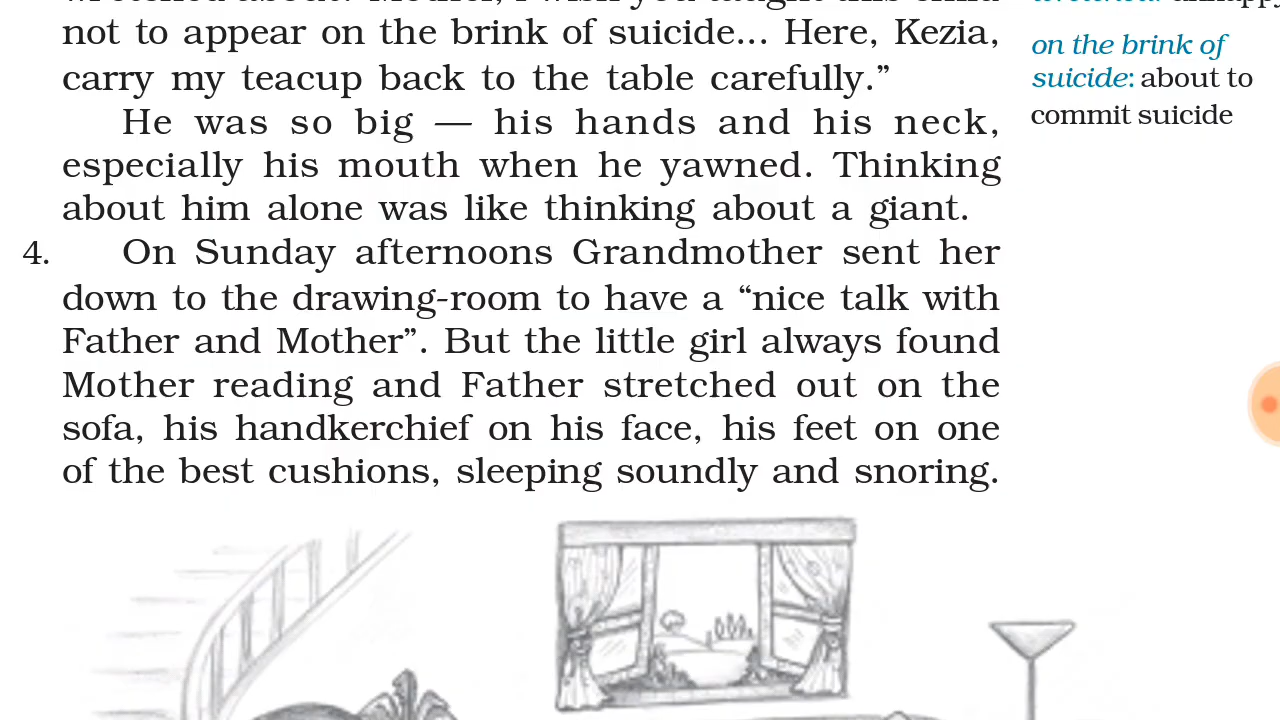 not to appear on the brink of suicide... Here, Kezia,
carry my teacup back to the table carefully.”
He was so big — his hands and his neck,
especially his mouth when he yawned. Thinking
about him alone was like thinking about a giant.
4. On Sunday afternoons Grandmother sent her
down to the drawing-room to have a “nice talk with
Father and Mother”. But the little girl always found
Mother reading and Father stretched out on the
sofa, his handkerchief on his face, his feet on one
of the best cushions, sleeping soundly and snoring.
on the brink of
suicide: about to
commit suicide